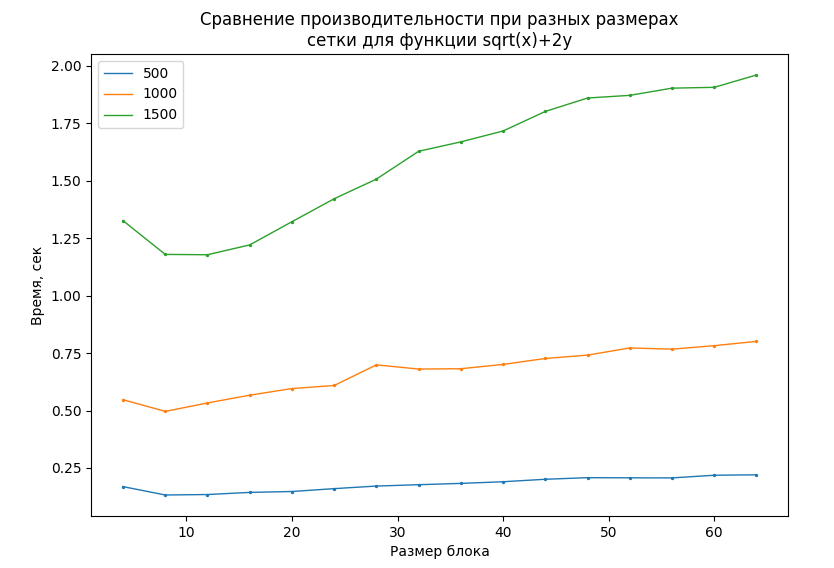 Сравнение производительности при разных размерах
сетки для функции sqrt(x)+2y
500
1000
1500
2.00
1.75
1.50
1.25
1.00
0.75
0.50
0.25
Время, сек
10 20 30 40 50 60
Размер блока